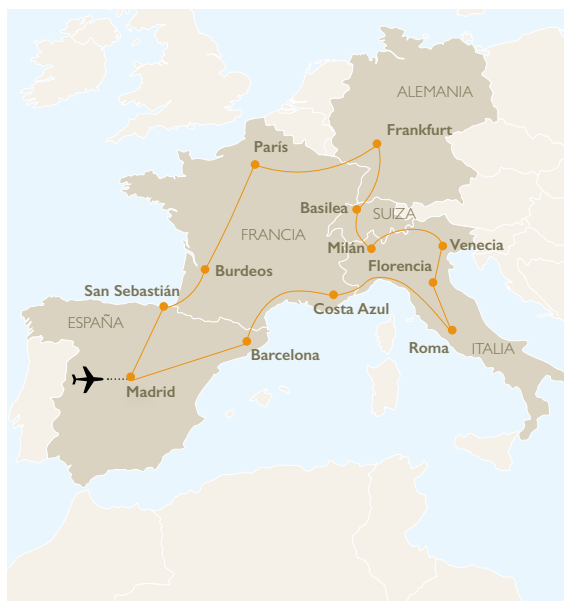 ALEMANIA
Frankfurt
París
Basilea
SUIZA
FRANCIA
Milán
Venecia
Florencia
Burdeos
San Sebastián
Costa Azul
ESPAÑA
Roma
ITALIA
Barcelona
Madrid